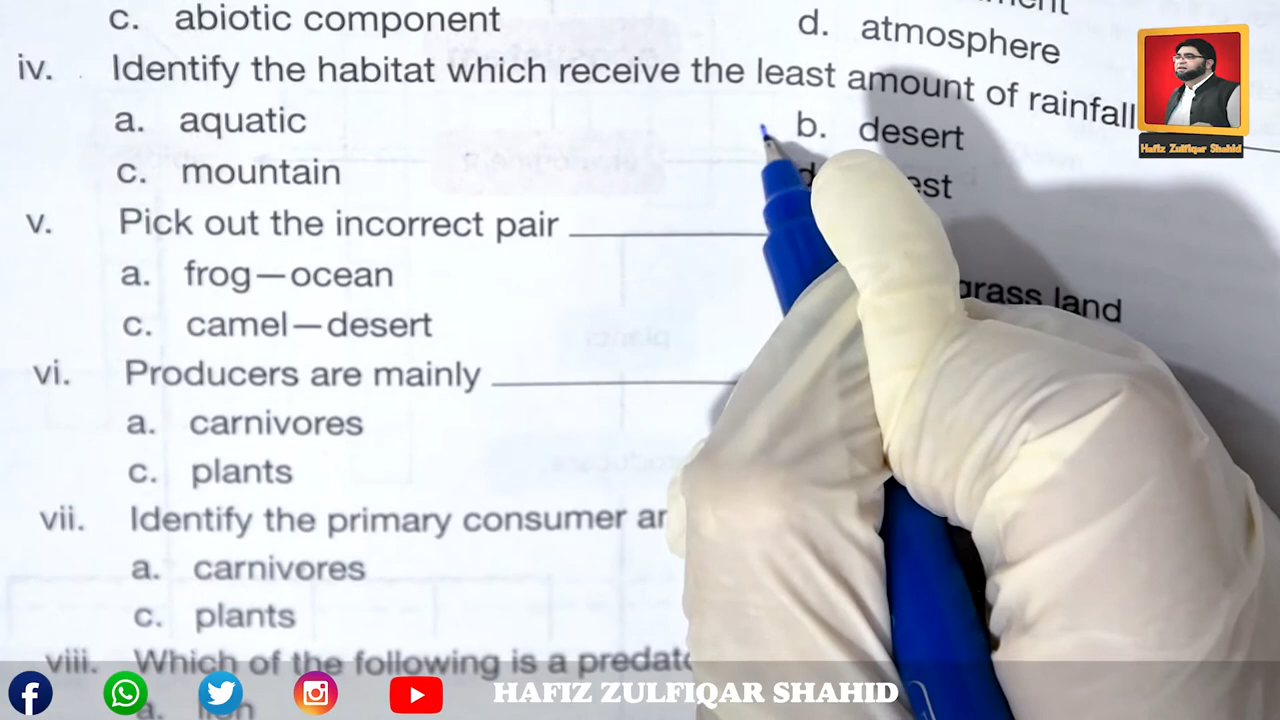 c. abiotic component
d. atmosphere
iv. Identify the habitat which receive the least amount of rainfall
a. aquatic b. desert
c. mountain
v. Pick out the incorrect pair
a. frog—ocean
grass land
c. camel—desert
vi. Producers are mainly
a. carnivores
c. plants
vii. Identify the primary consumer
a. carnivores
c. plants
viii. Which of the following is a
a. lion
Hafiz Zulfiqar Shahid
HAFIZ ZULFIQAR SHAHID